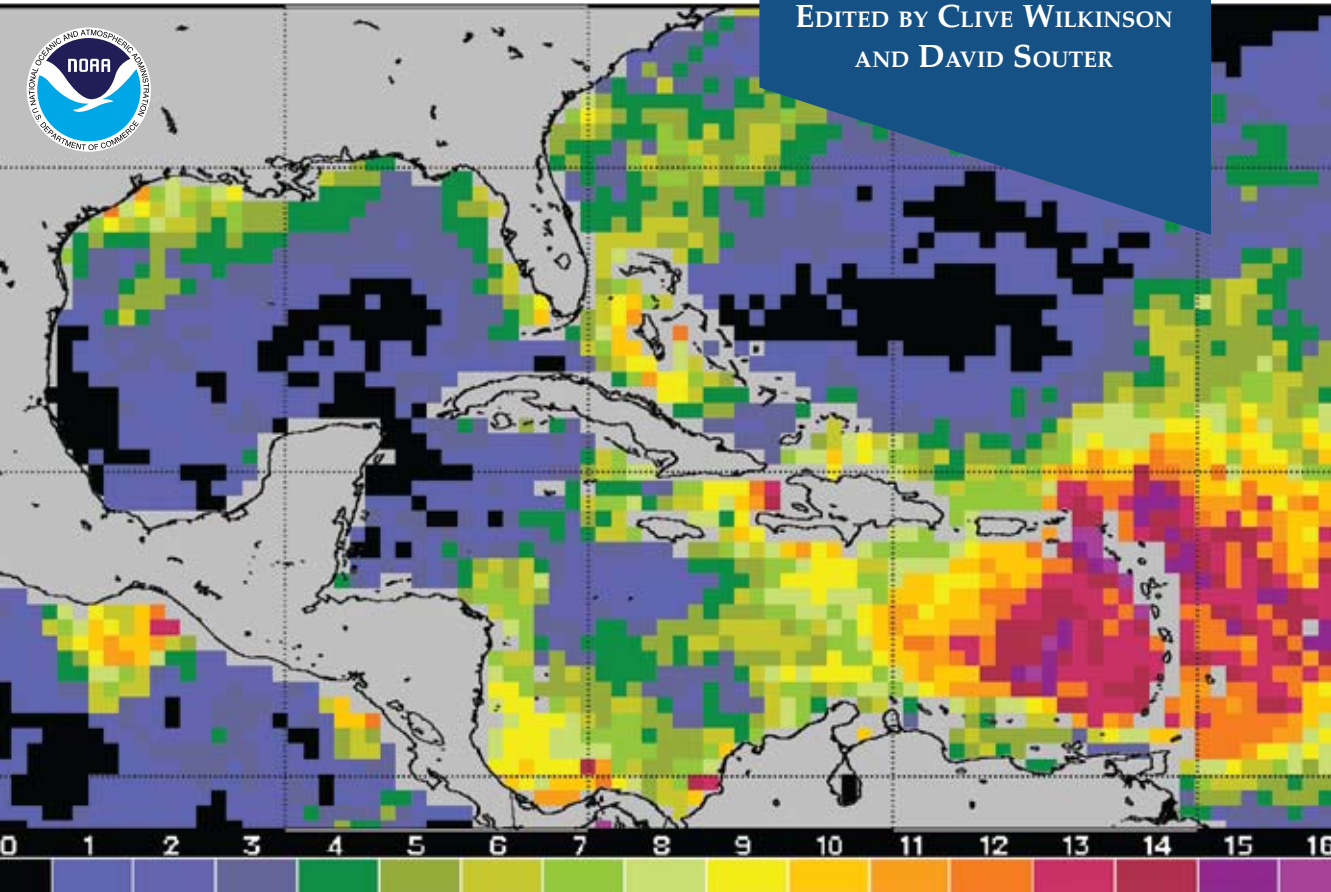 EDITED BY CLIVE WILKINSON
AND DAVID SOUTER
NATIONAL OCEANIC AND ATMOSPHERIC ADMINISTRATION
NOAA
U.S. DEPARTMENT OF COMMERCE
0 1 2 3 4 5 6 7 8 9 10 11 12 13 14 15 16